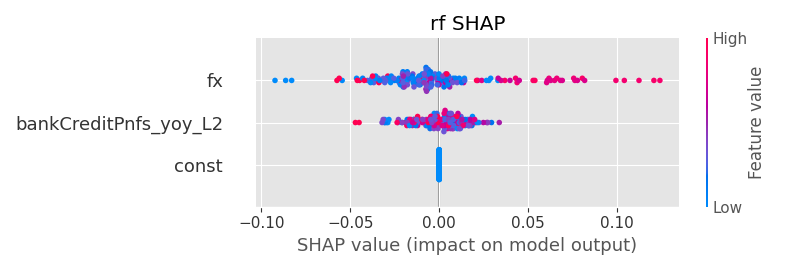 rf SHAP
High
fx
bankCreditPnfs_yoy_L2
const
Feature value
Low
−0.10 −0.05 0.00 0.05 0.10
SHAP value (impact on model output)